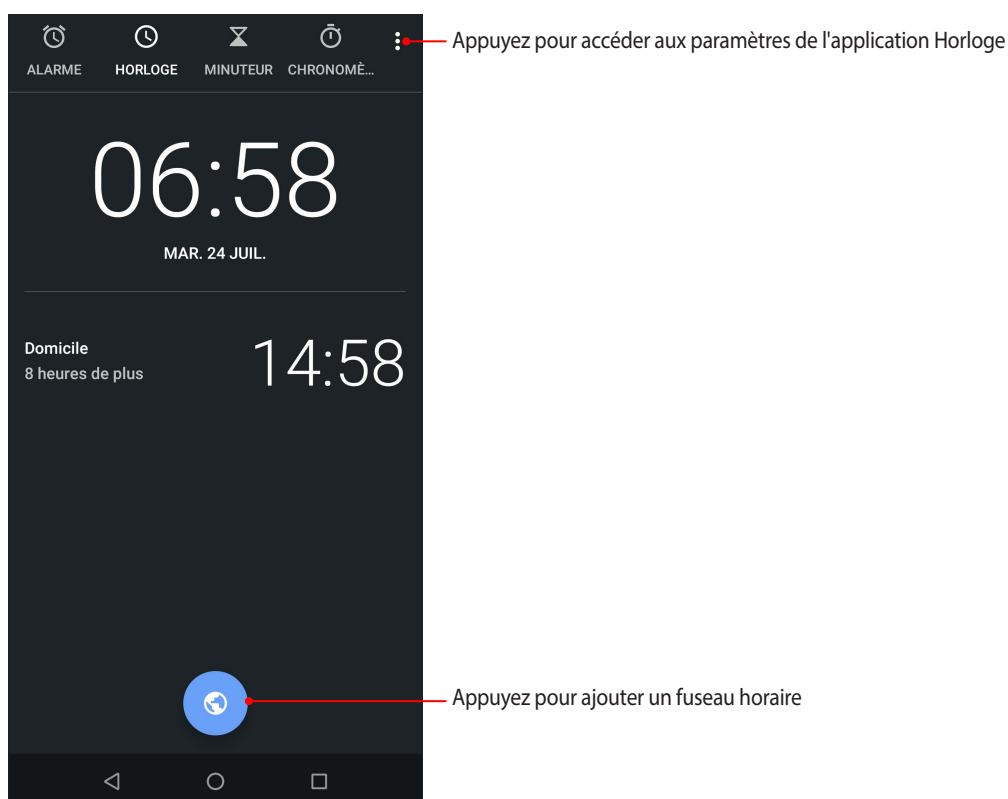 ALARME HORLOGE MINUTEUR CHRONOMÈ...
Appuyez pour accéder aux paramètres de l'application Horloge
06:58
MAR. 24 JUIL.
Domicile
8 heures de plus
14:58
Appuyez pour ajouter un fuseau horaire